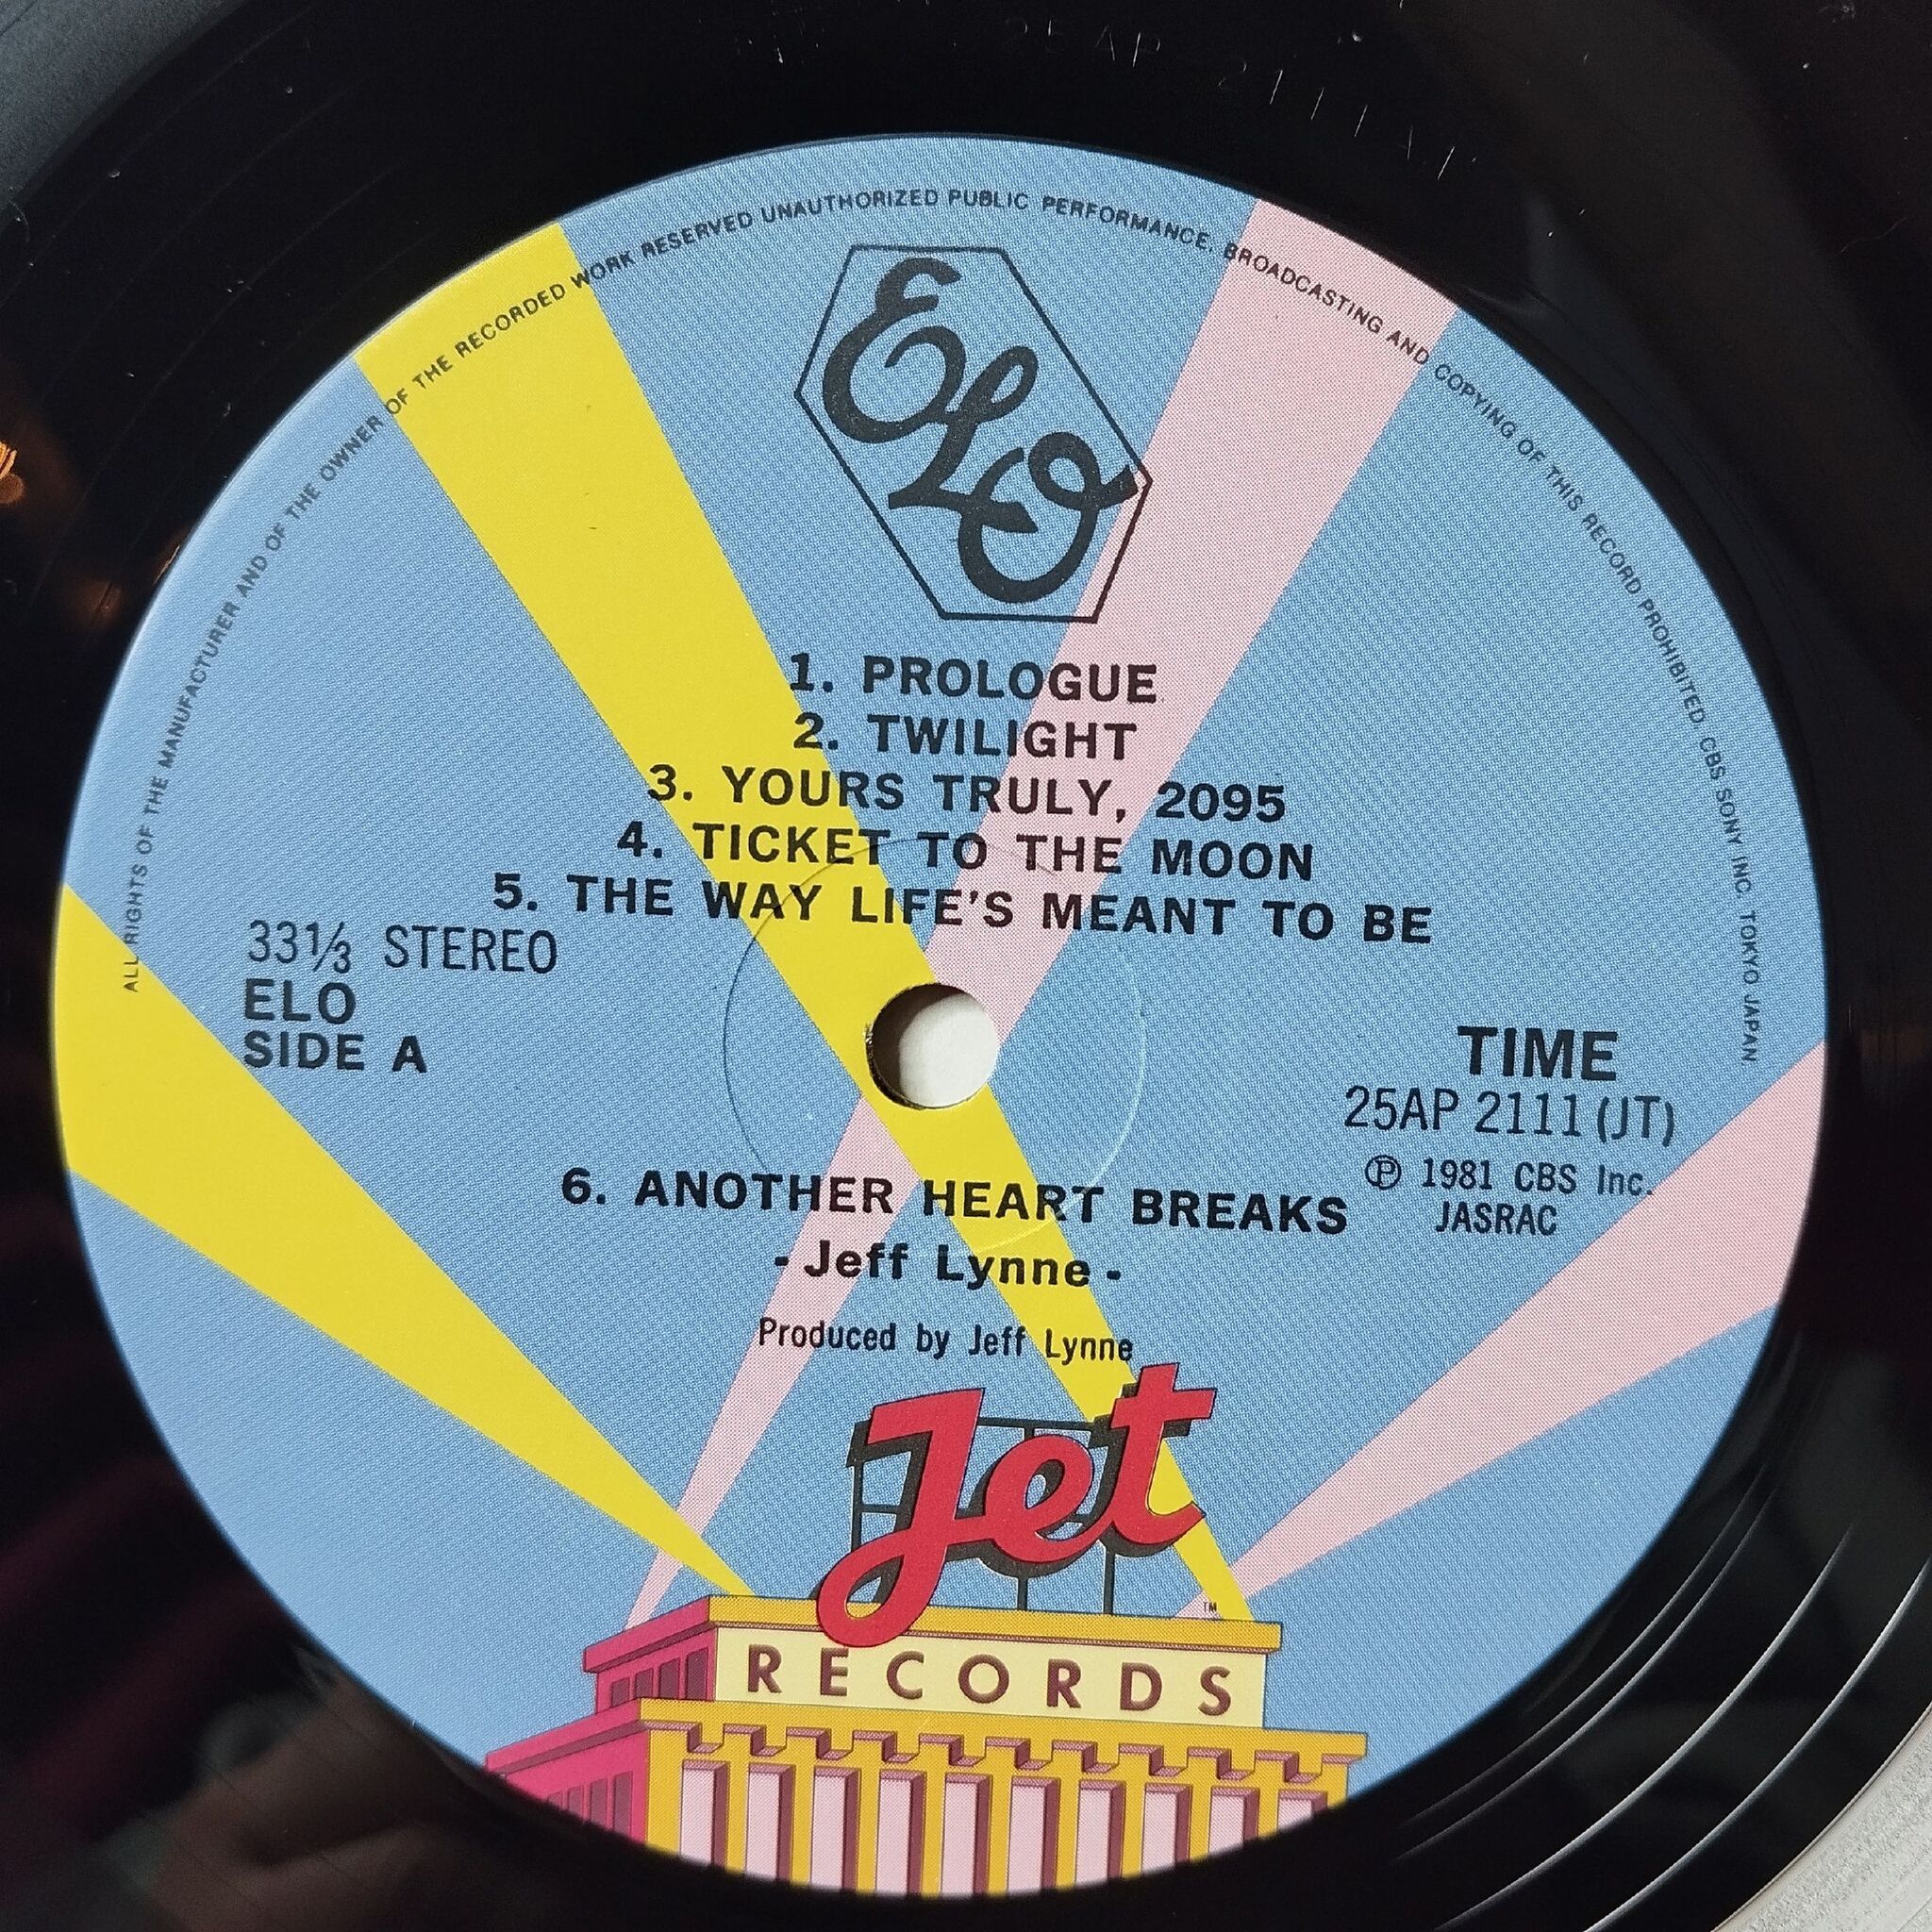 25AP 2111
ALL RIGHTS OF THE MANUFACTURER AND OF THE OWNER OF THE RECORDED WORK RESERVED UNAUTHORIZED PUBLIC PERFORMANCE. BROADCASTING AND COPYING OF THIS RECORD PROHIBITED. CBS SONY INC. TOKYO JAPAN.
ELO
1. PROLOGUE
2. TWILIGHT
3. YOURS TRULY, 2095
4. TICKET TO THE MOON
5. THE WAY LIFE'S MEANT TO BE
33⅓ STEREO
ELO
SIDE A
TIME
25AP 2111 (JT)
℗ 1981 CBS Inc.
JASRAC
6. ANOTHER HEART BREAKS
- Jeff Lynne -
Produced by Jeff Lynne
Jet
TM
RECORDS